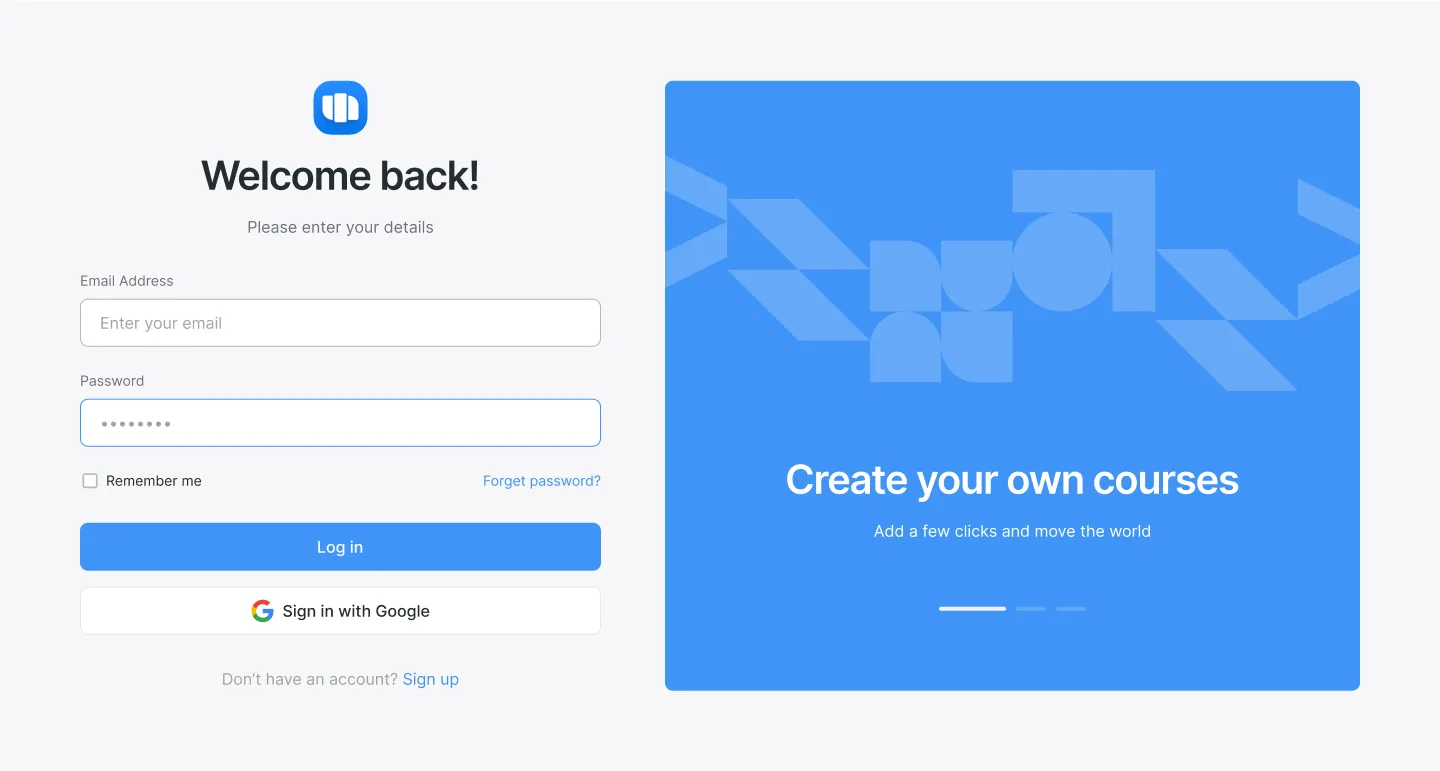 Welcome back!
Please enter your details
Email Address
Enter your email
Password
••••••••
Remember me
Forget password?
Log in
Sign in with Google
Don’t have an account? Sign up
Create your own courses
Add a few clicks and move the world